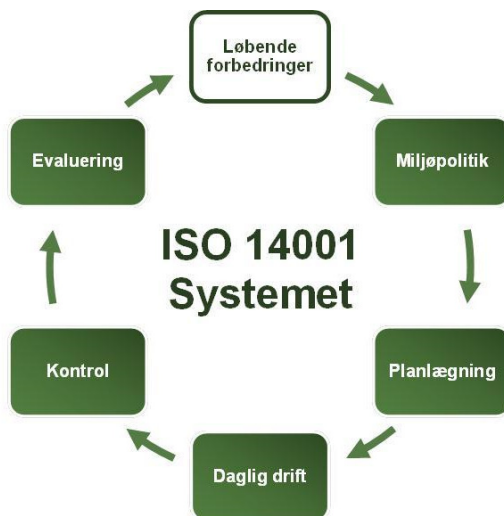 Løbende
forbedringer
Miljøpolitik
Planlægning
Daglig drift
Kontrol
Evaluering
ISO 14001
Systemet